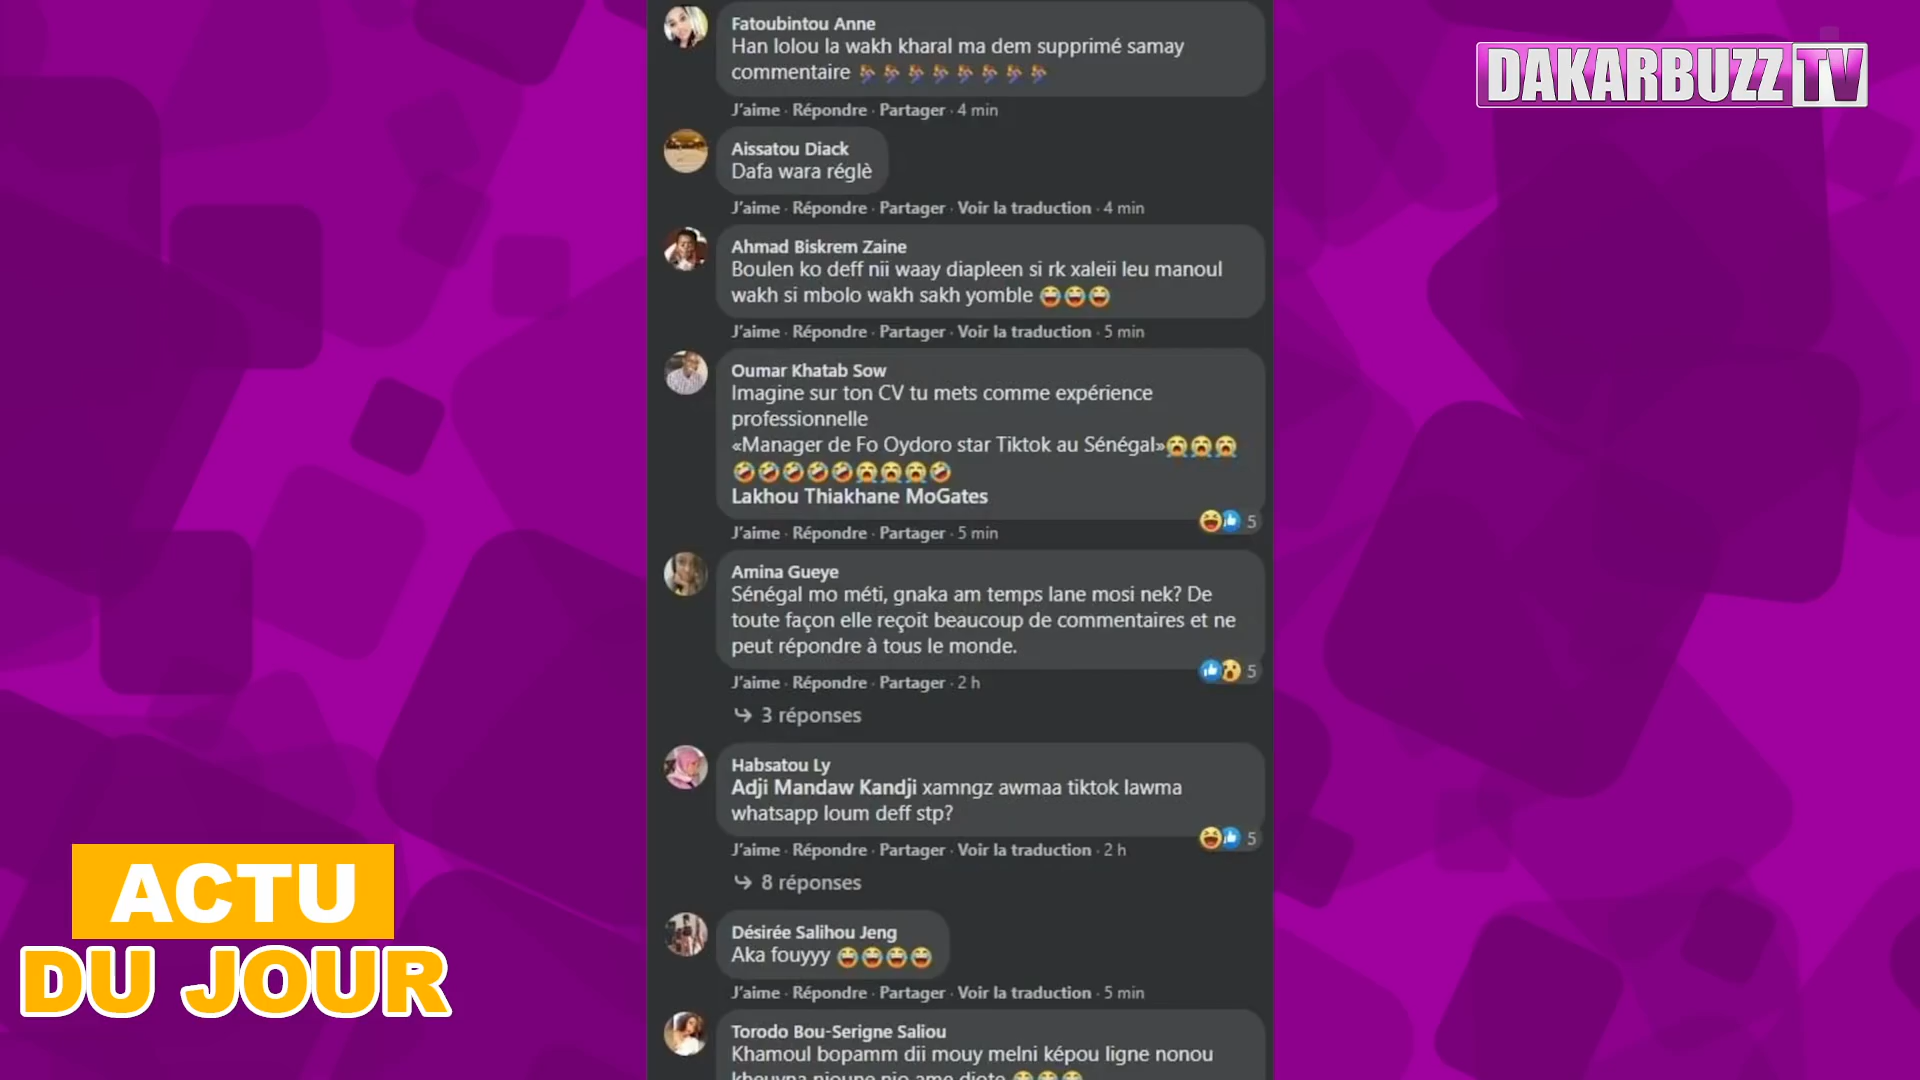 Fatoubintou Anne
Han lolou la wakh kharal ma dem supprimé samay
commentaire 🤦🏽‍♀️🤦🏽‍♀️🤦🏽‍♀️🤦🏽‍♀️🤦🏽‍♀️🤦🏽‍♀️🤦🏽‍♀️🤦🏽‍♀️
J'aime · Répondre · Partager · 4 min
DAKARBUZZ TV
Aissatou Diack
Dafa wara réglè
J'aime · Répondre · Partager · Voir la traduction · 4 min
Ahmad Biskrem Zaine
Boulen ko deff nii waay diapleen si rk xaleii leu manoul
wakh si mbolo wakh sakh yomble 😂😂😂
J'aime · Répondre · Partager · Voir la traduction · 5 min
Oumar Khatab Sow
Imagine sur ton CV tu mets comme expérience
professionnelle
«Manager de Fo Oydoro star Tiktok au Sénégal»😭😭😭
🤣🤣🤣🤣🤣😭😭😭🤣
Lakhou Thiakhane MoGates
5
J'aime · Répondre · Partager · 5 min
Amina Gueye
Sénégal mo méti, gnaka am temps lane mosi nek? De
toute façon elle reçoit beaucoup de commentaires et ne
peut répondre à tous le monde.
5
J'aime · Répondre · Partager · 2 h
3 réponses
Habsatou Ly
Adji Mandaw Kandji xamngz awmaa tiktok lawma
whatsapp loum deff stp?
5
J'aime · Répondre · Partager · Voir la traduction · 2 h
8 réponses
Désirée Salihou Jeng
Aka fouyyy 😂😂😂😂
J'aime · Répondre · Partager · Voir la traduction · 5 min
Torodo Bou-Serigne Saliou
Khamoul bopamm dii mouy melni képou ligne nonou
ACTU
DU JOUR